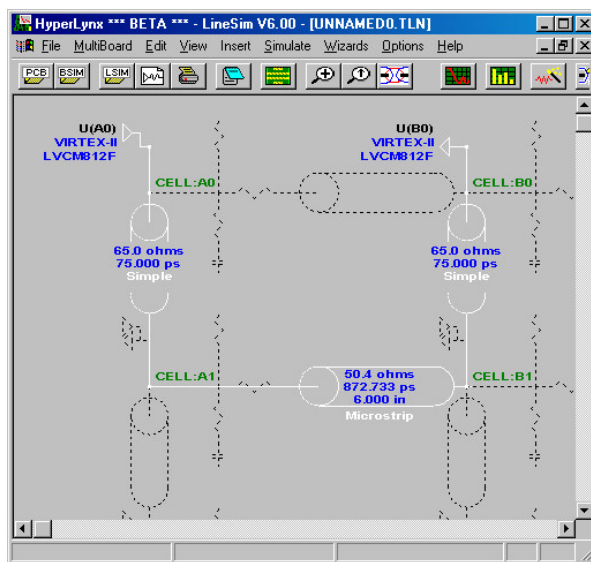 HyperLynx *** BETA *** - LineSim V6.00 - [UNNAMED0.TLN]
File MultiBoard Edit View Insert Simulate Wizards Options Help
PCB BSIM LSIM
U(A0) U(B0)
VIRTEX-II VIRTEX-II
LVCM812F LVCM812F
CELL:A0 CELL:B0
65.0 ohms 65.0 ohms
75.000 ps 75.000 ps
Simple Simple
CELL:A1 CELL:B1
50.4 ohms
872.733 ps
6.000 in
Microstrip